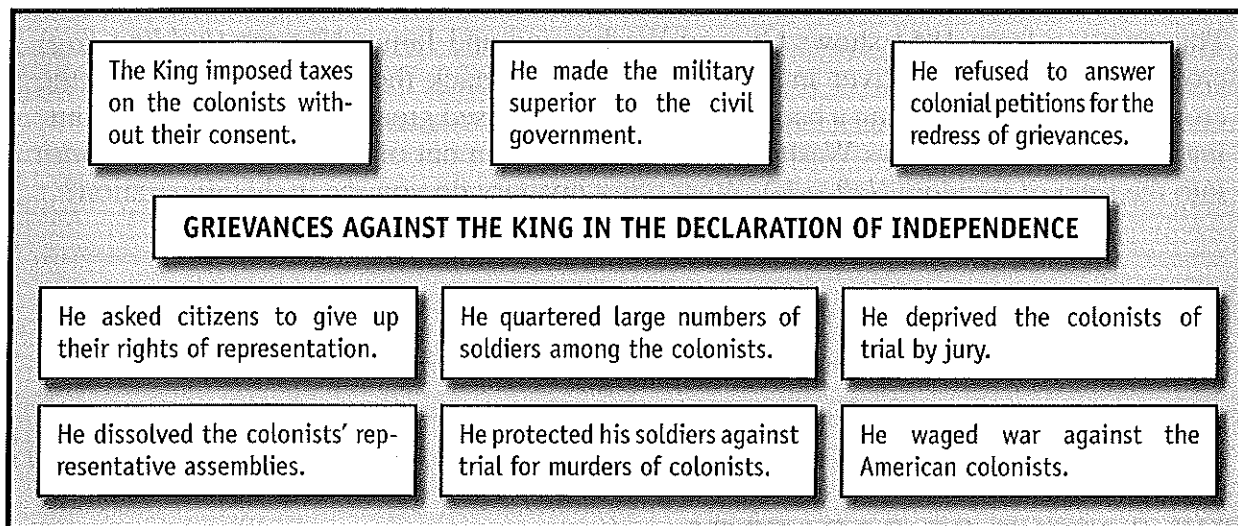 The King imposed taxes
on the colonists with-
out their consent.
He made the military
superior to the civil
government.
He refused to answer
colonial petitions for the
redress of grievances.
GRIEVANCES AGAINST THE KING IN THE DECLARATION OF INDEPENDENCE
He asked citizens to give up
their rights of representation.
He quartered large numbers of
soldiers among the colonists.
He deprived the colonists of
trial by jury.
He dissolved the colonists' rep-
resentative assemblies.
He protected his soldiers against
trial for murders of colonists.
He waged war against the
American colonists.